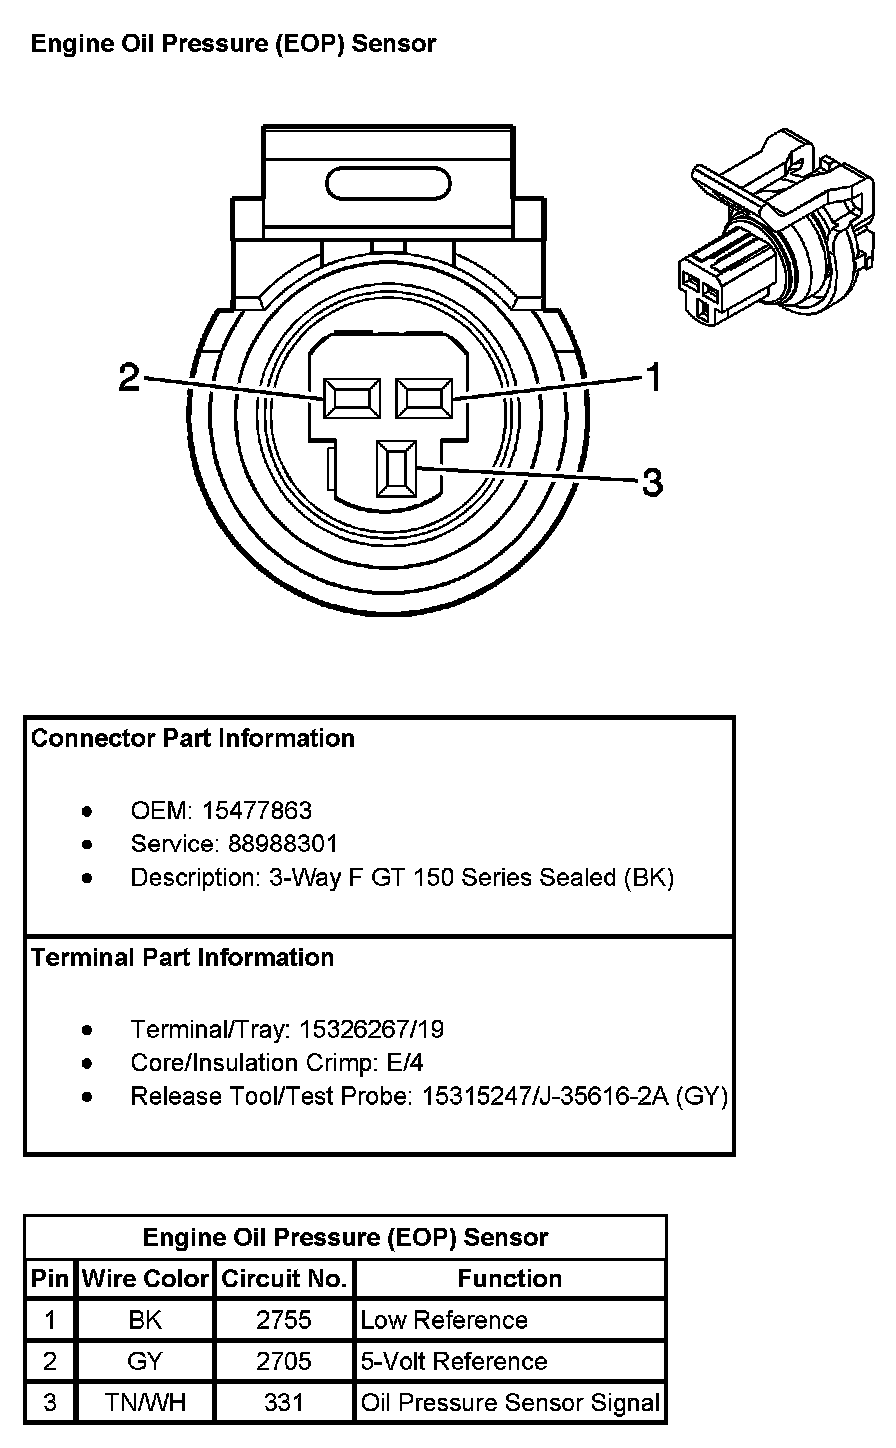 Engine Oil Pressure (EOP) Sensor
2
1
3
Connector Part Information
• OEM: 15477863
• Service: 88988301
• Description: 3-Way F GT 150 Series Sealed (BK)
Terminal Part Information
• Terminal/Tray: 15326267/19
• Core/Insulation Crimp: E/4
• Release Tool/Test Probe: 15315247/J-35616-2A (GY)
Engine Oil Pressure (EOP) Sensor
Pin Wire Color Circuit No. Function
1 BK 2755 Low Reference
2 GY 2705 5-Volt Reference
3 TN/WH 331 Oil Pressure Sensor Signal